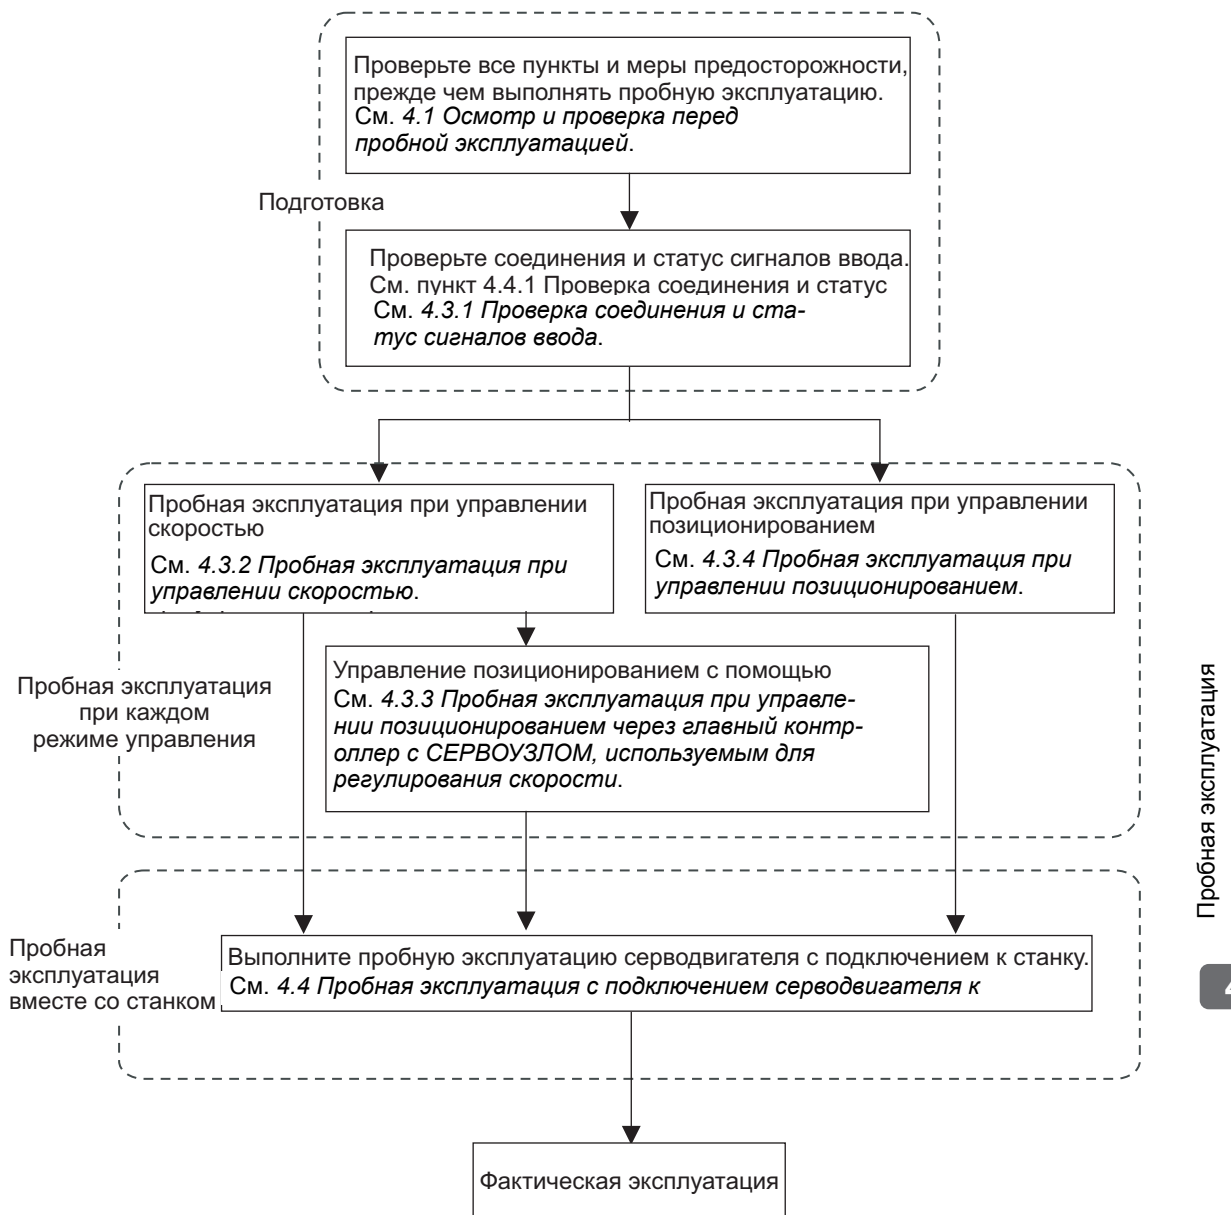 Проверьте все пункты и меры предосторожности,
прежде чем выполнять пробную эксплуатацию.
См. 4.1 Осмотр и проверка перед
пробной эксплуатацией.
Подготовка
Проверьте соединения и статус сигналов ввода.
См. пункт 4.4.1 Проверка соединения и статус
См. 4.3.1 Проверка соединения и ста-
тус сигналов ввода.
Пробная эксплуатация при управлении
скоростью
См. 4.3.2 Пробная эксплуатация при
управлении скоростью.
Пробная эксплуатация при управлении
позиционированием
См. 4.3.4 Пробная эксплуатация при
управлении позиционированием.
Управление позиционированием с помощью
См. 4.3.3 Пробная эксплуатация при управле-
нии позиционированием через главный конт-
роллер с СЕРВОУЗЛОМ, используемым для
регулирования скорости.
Пробная эксплуатация
при каждом
режиме управления
Пробная
эксплуатация
вместе со станком
Выполните пробную эксплуатацию серводвигателя с подключением к станку.
См. 4.4 Пробная эксплуатация с подключением серводвигателя к
Фактическая эксплуатация
Пробная эксплуатация